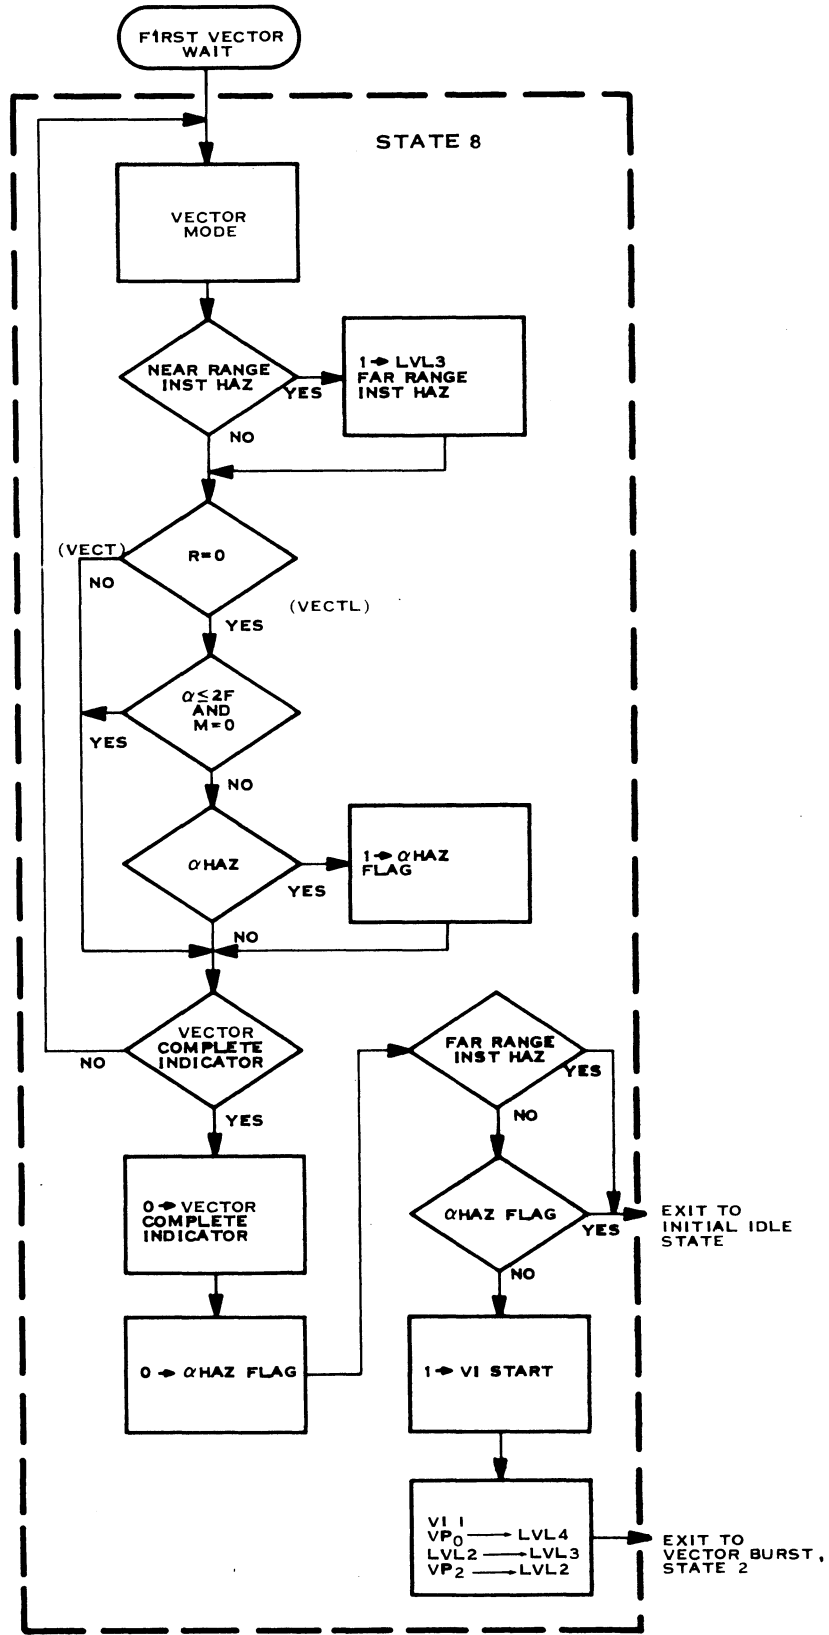 FIRST VECTOR
WAIT
STATE 8
VECTOR
MODE
NEAR RANGE
INST HAZ
YES
NO
1→ LVL3
FAR RANGE
INST HAZ
(VECT)
R=0
NO
YES
(VECTL)
α≤2F
AND
M=0
YES
NO
αHAZ
YES
NO
1→ αHAZ
FLAG
VECTOR
COMPLETE
INDICATOR
NO
YES
0→ VECTOR
COMPLETE
INDICATOR
0 → αHAZ FLAG
FAR RANGE
INST HAZ
YES
NO
αHAZ FLAG
YES
NO
EXIT TO
INITIAL IDLE
STATE
1→ VI START
VI 1
VP0 → LVL4
LVL2 → LVL3
VP2 → LVL2
EXIT TO
VECTOR BURST,
STATE 2